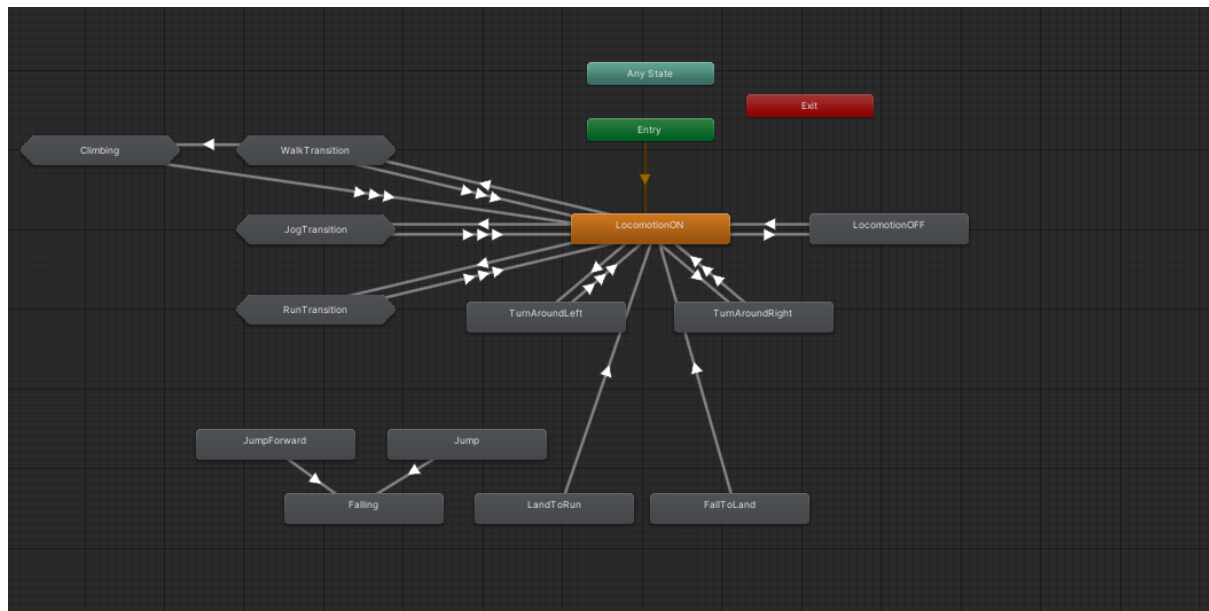 Any State
Exit
Entry
Climbing
WalkTransition
JogTransition
LocomotionON
LocomotionOFF
RunTransition
TurnAroundLeft
TurnAroundRight
JumpForward
Jump
Falling
LandToRun
FallToLand